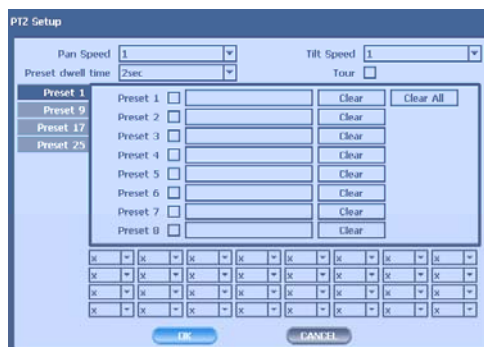 PTZ Setup
Pan Speed 1 Tilt Speed 1
Preset dwell time 2sec Tour
Preset 1
Preset 9
Preset 17
Preset 25
Preset 1 Clear Clear All
Preset 2 Clear
Preset 3 Clear
Preset 4 Clear
Preset 5 Clear
Preset 6 Clear
Preset 7 Clear
Preset 8 Clear
x x x x x x x x
x x x x x x x x
x x x x x x x x
x x x x x x x x
OK CANCEL